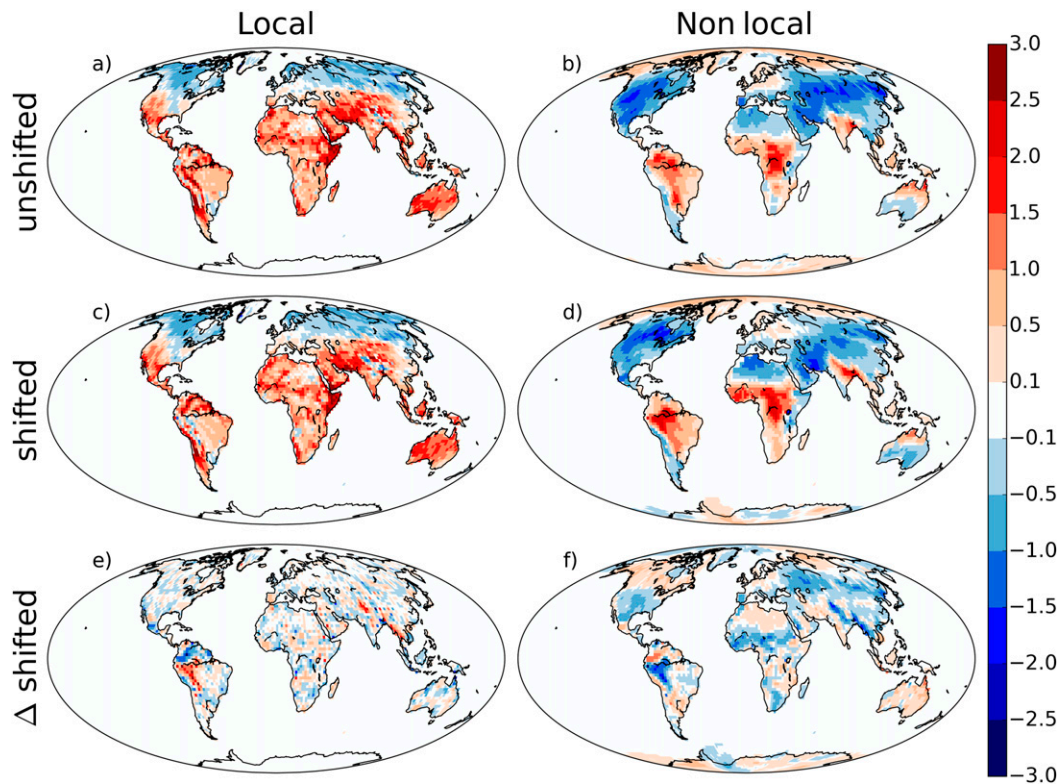 Local
Non local
unshifted
a)
b)
shifted
c)
d)
Δ shifted
e)
f)
3.0
2.5
2.0
1.5
1.0
0.5
0.1
−0.1
−0.5
−1.0
−1.5
−2.0
−2.5
−3.0